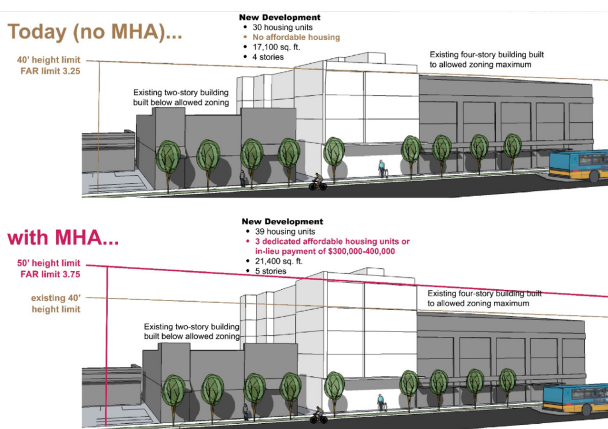 Today (no MHA)...
New Development
• 30 housing units
• No affordable housing
• 17,100 sq. ft.
• 4 stories
40' height limit
FAR limit 3.25
Existing four-story building built
to allowed zoning maximum
Existing two-story building
built below allowed zoning
with MHA...
New Development
• 39 housing units
• 3 dedicated affordable housing units or
in-lieu payment of $300,000-400,000
• 21,400 sq. ft.
• 5 stories
50' height limit
FAR limit 3.75
existing 40'
height limit
Existing four-story building built
to allowed zoning maximum
Existing two-story building
built below allowed zoning